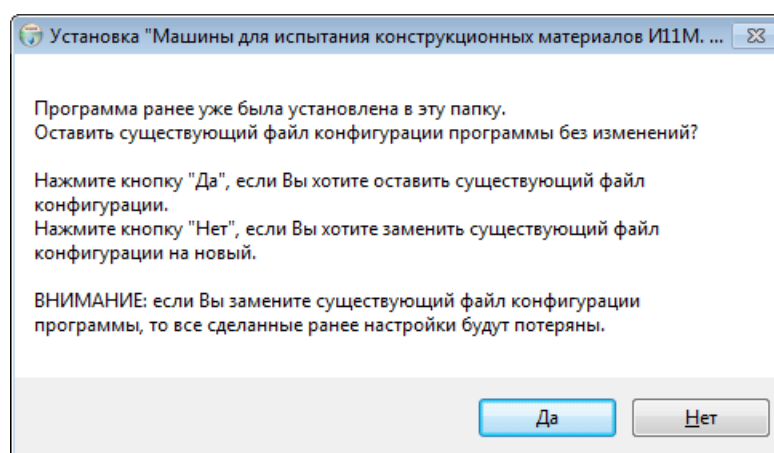 Установка "Машины для испытания конструкционных материалов И11М. ...
Программа ранее уже была установлена в эту папку.
Оставить существующий файл конфигурации программы без изменений?
Нажмите кнопку "Да", если Вы хотите оставить существующий файл
конфигурации.
Нажмите кнопку "Нет", если Вы хотите заменить существующий файл
конфигурации на новый.
ВНИМАНИЕ: если Вы замените существующий файл конфигурации
программы, то все сделанные ранее настройки будут потеряны.
Да
Нет